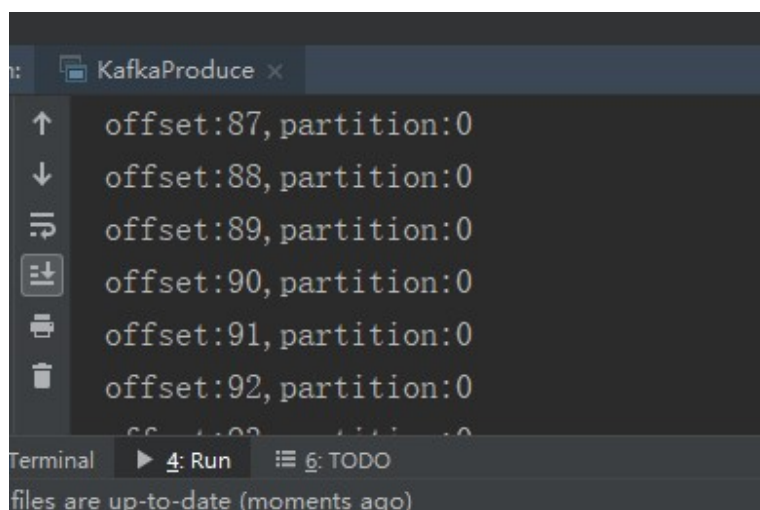 n: KafkaProduce ×
offset:87,partition:0
offset:88,partition:0
offset:89,partition:0
offset:90,partition:0
offset:91,partition:0
offset:92,partition:0
Terminal 4: Run 6: TODO
files are up-to-date (moments ago)